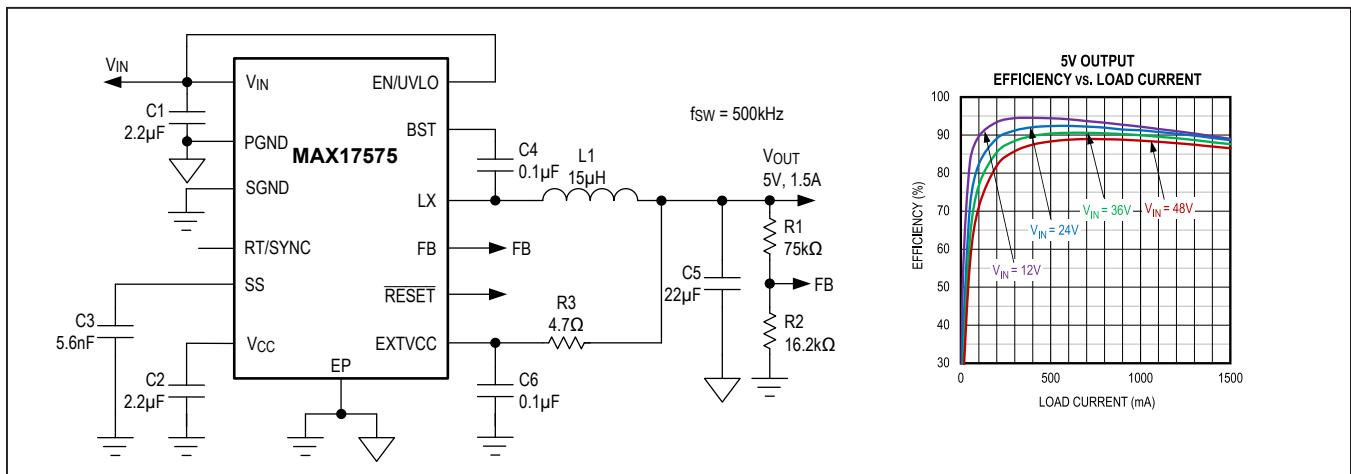 VIN
VIN
EN/UVLO
C1
2.2µF
BST
fSW = 500kHz
PGND
MAX17575
C4
0.1µF
L1
15µH
VOUT
5V, 1.5A
SGND
LX
R1
75kΩ
RT/SYNC
FB
FB
SS
RESET
C5
22µF
FB
C3
5.6nF
R3
4.7Ω
R2
16.2kΩ
VCC
EXTVCC
EP
C2
2.2µF
C6
0.1µF
5V OUTPUT
EFFICIENCY vs. LOAD CURRENT
EFFICIENCY (%)
100
90
80
70
60
50
40
30
VIN = 12V
VIN = 24V
VIN = 36V
VIN = 48V
0
500
1000
1500
LOAD CURRENT (mA)